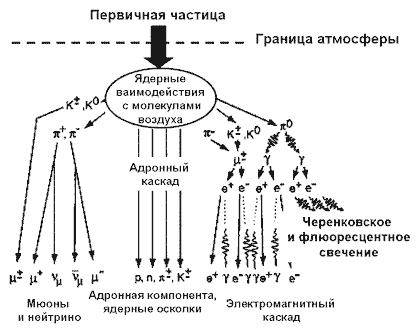 Первичная частица
Граница атмосферы
Ядерные
ваимодействия
с молекулами
воздуха
K±, K⁰
π⁺, π⁻
π⁻
K±, K⁰
π⁰
μ±
γ
γ
Адронный
каскад
e⁺ e⁻ e⁺ e⁻ e⁺ e⁻
Черенковское
и флюоресцентное
свечение
μ± μ⁺ νμ ν̄μ μ⁻
p, n, π±, K±
e⁺ γ e⁻ γ γ e⁺ γ e⁻
Мюоны
и нейтрино
Адронная компонента,
ядерные осколки
Электромагнитный
каскад